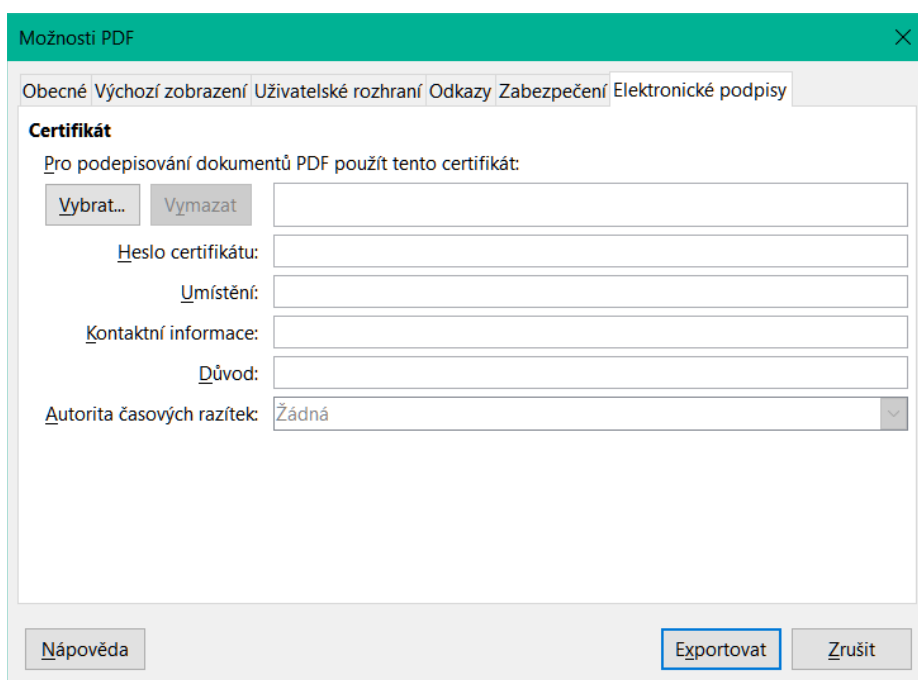 Možnosti PDF
Obecné Výchozí zobrazení Uživatelské rozhraní Odkazy Zabezpečení Elektronické podpisy
Certifikát
Pro podepisování dokumentů PDF použít tento certifikát:
Vybrat... Vymazat
Heslo certifikátu:
Umístění:
Kontaktní informace:
Důvod:
Autorita časových razítek: Žádná
Nápověda Exportovat Zrušit